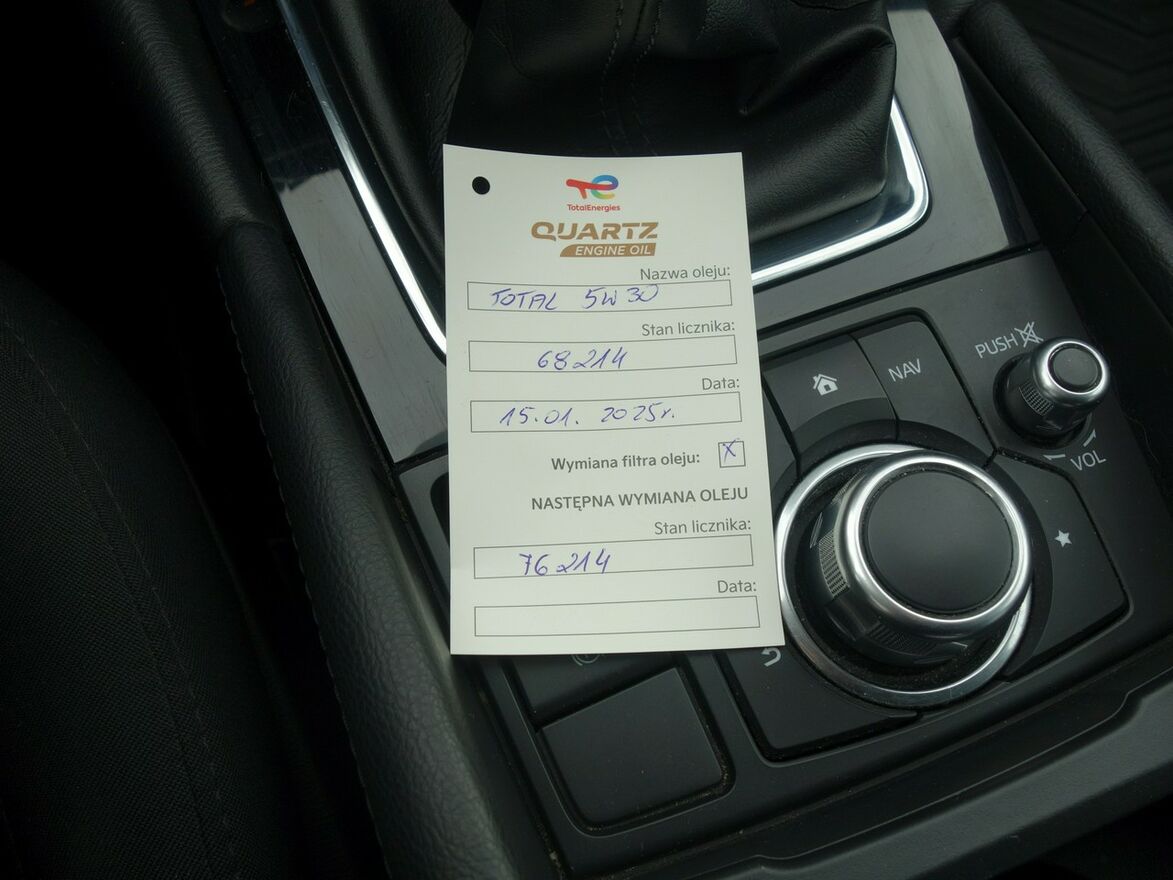 TotalEnergies
QUARTZ
ENGINE OIL
Nazwa oleju:
TOTAL 5W30
Stan licznika:
68214
Data:
15.01. 2025r.
Wymiana filtra oleju: X
NASTĘPNA WYMIANA OLEJU
Stan licznika:
76214
Data:
NAV
PUSH
VOL